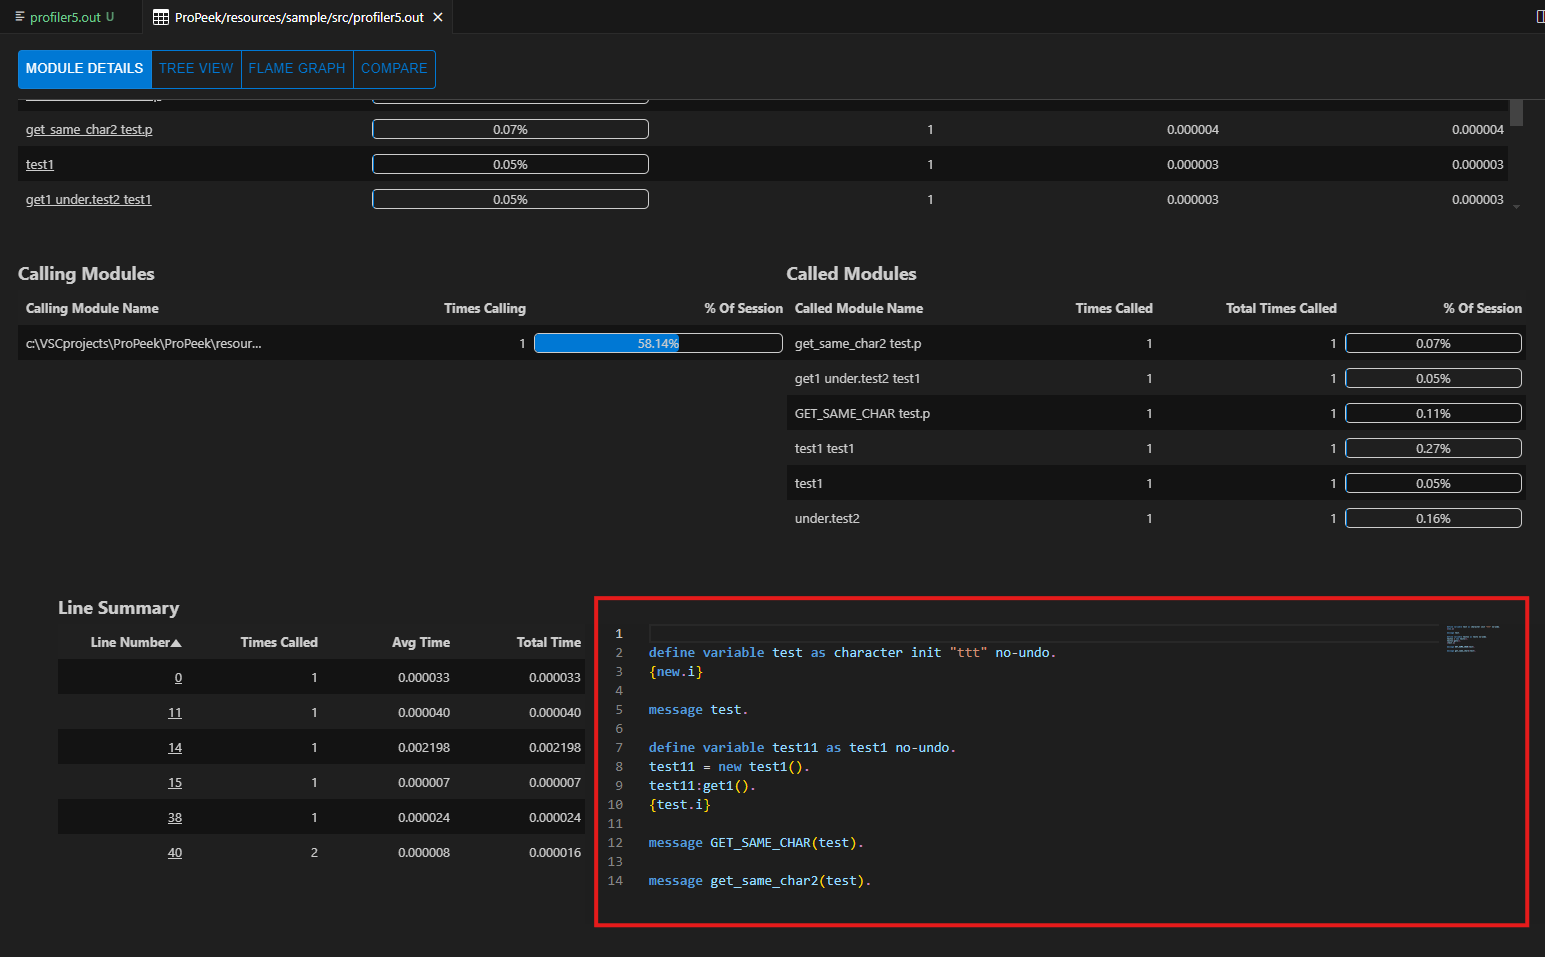 profiler5.out U
ProPeek/resources/sample/src/profiler5.out
MODULE DETAILS TREE VIEW FLAME GRAPH COMPARE
get_same_char2 test.p 0.07% 1 0.000004 0.000004
test1 0.05% 1 0.000003 0.000003
get1 under.test2 test1 0.05% 1 0.000003 0.000003
Calling Modules
Calling Module Name Times Calling % Of Session
c:\VSCprojects\ProPeek\ProPeek\resour... 1 58.14%
Called Modules
Called Module Name Times Called Total Times Called % Of Session
get_same_char2 test.p 1 1 0.07%
get1 under.test2 test1 1 1 0.05%
GET_SAME_CHAR test.p 1 1 0.11%
test1 test1 1 1 0.27%
test1 1 1 0.05%
under.test2 1 1 0.16%
Line Summary
Line Number Times Called Avg Time Total Time
0 1 0.000033 0.000033
11 1 0.000040 0.000040
14 1 0.002198 0.002198
15 1 0.000007 0.000007
38 1 0.000024 0.000024
40 2 0.000008 0.000016
1
2 define variable test as character init "ttt" no-undo.
3 {new.i}
4
5 message test.
6
7 define variable test11 as test1 no-undo.
8 test11 = new test1().
9 test11:get1().
10 {test.i}
11
12 message GET_SAME_CHAR(test).
13
14 message get_same_char2(test).